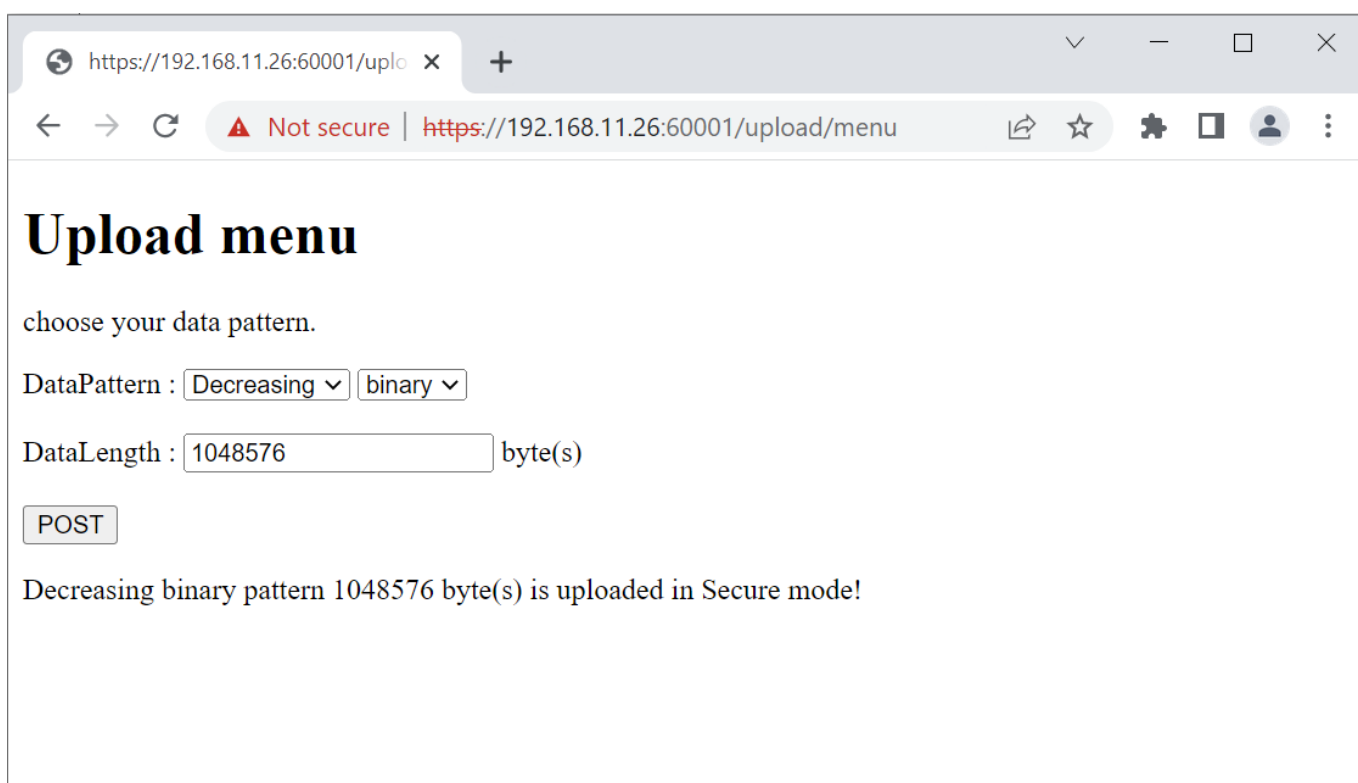 https://192.168.11.26:60001/uplo
Not secure | https://192.168.11.26:60001/upload/menu
Upload menu
choose your data pattern.
DataPattern : Decreasing binary
DataLength : 1048576 byte(s)
POST
Decreasing binary pattern 1048576 byte(s) is uploaded in Secure mode!